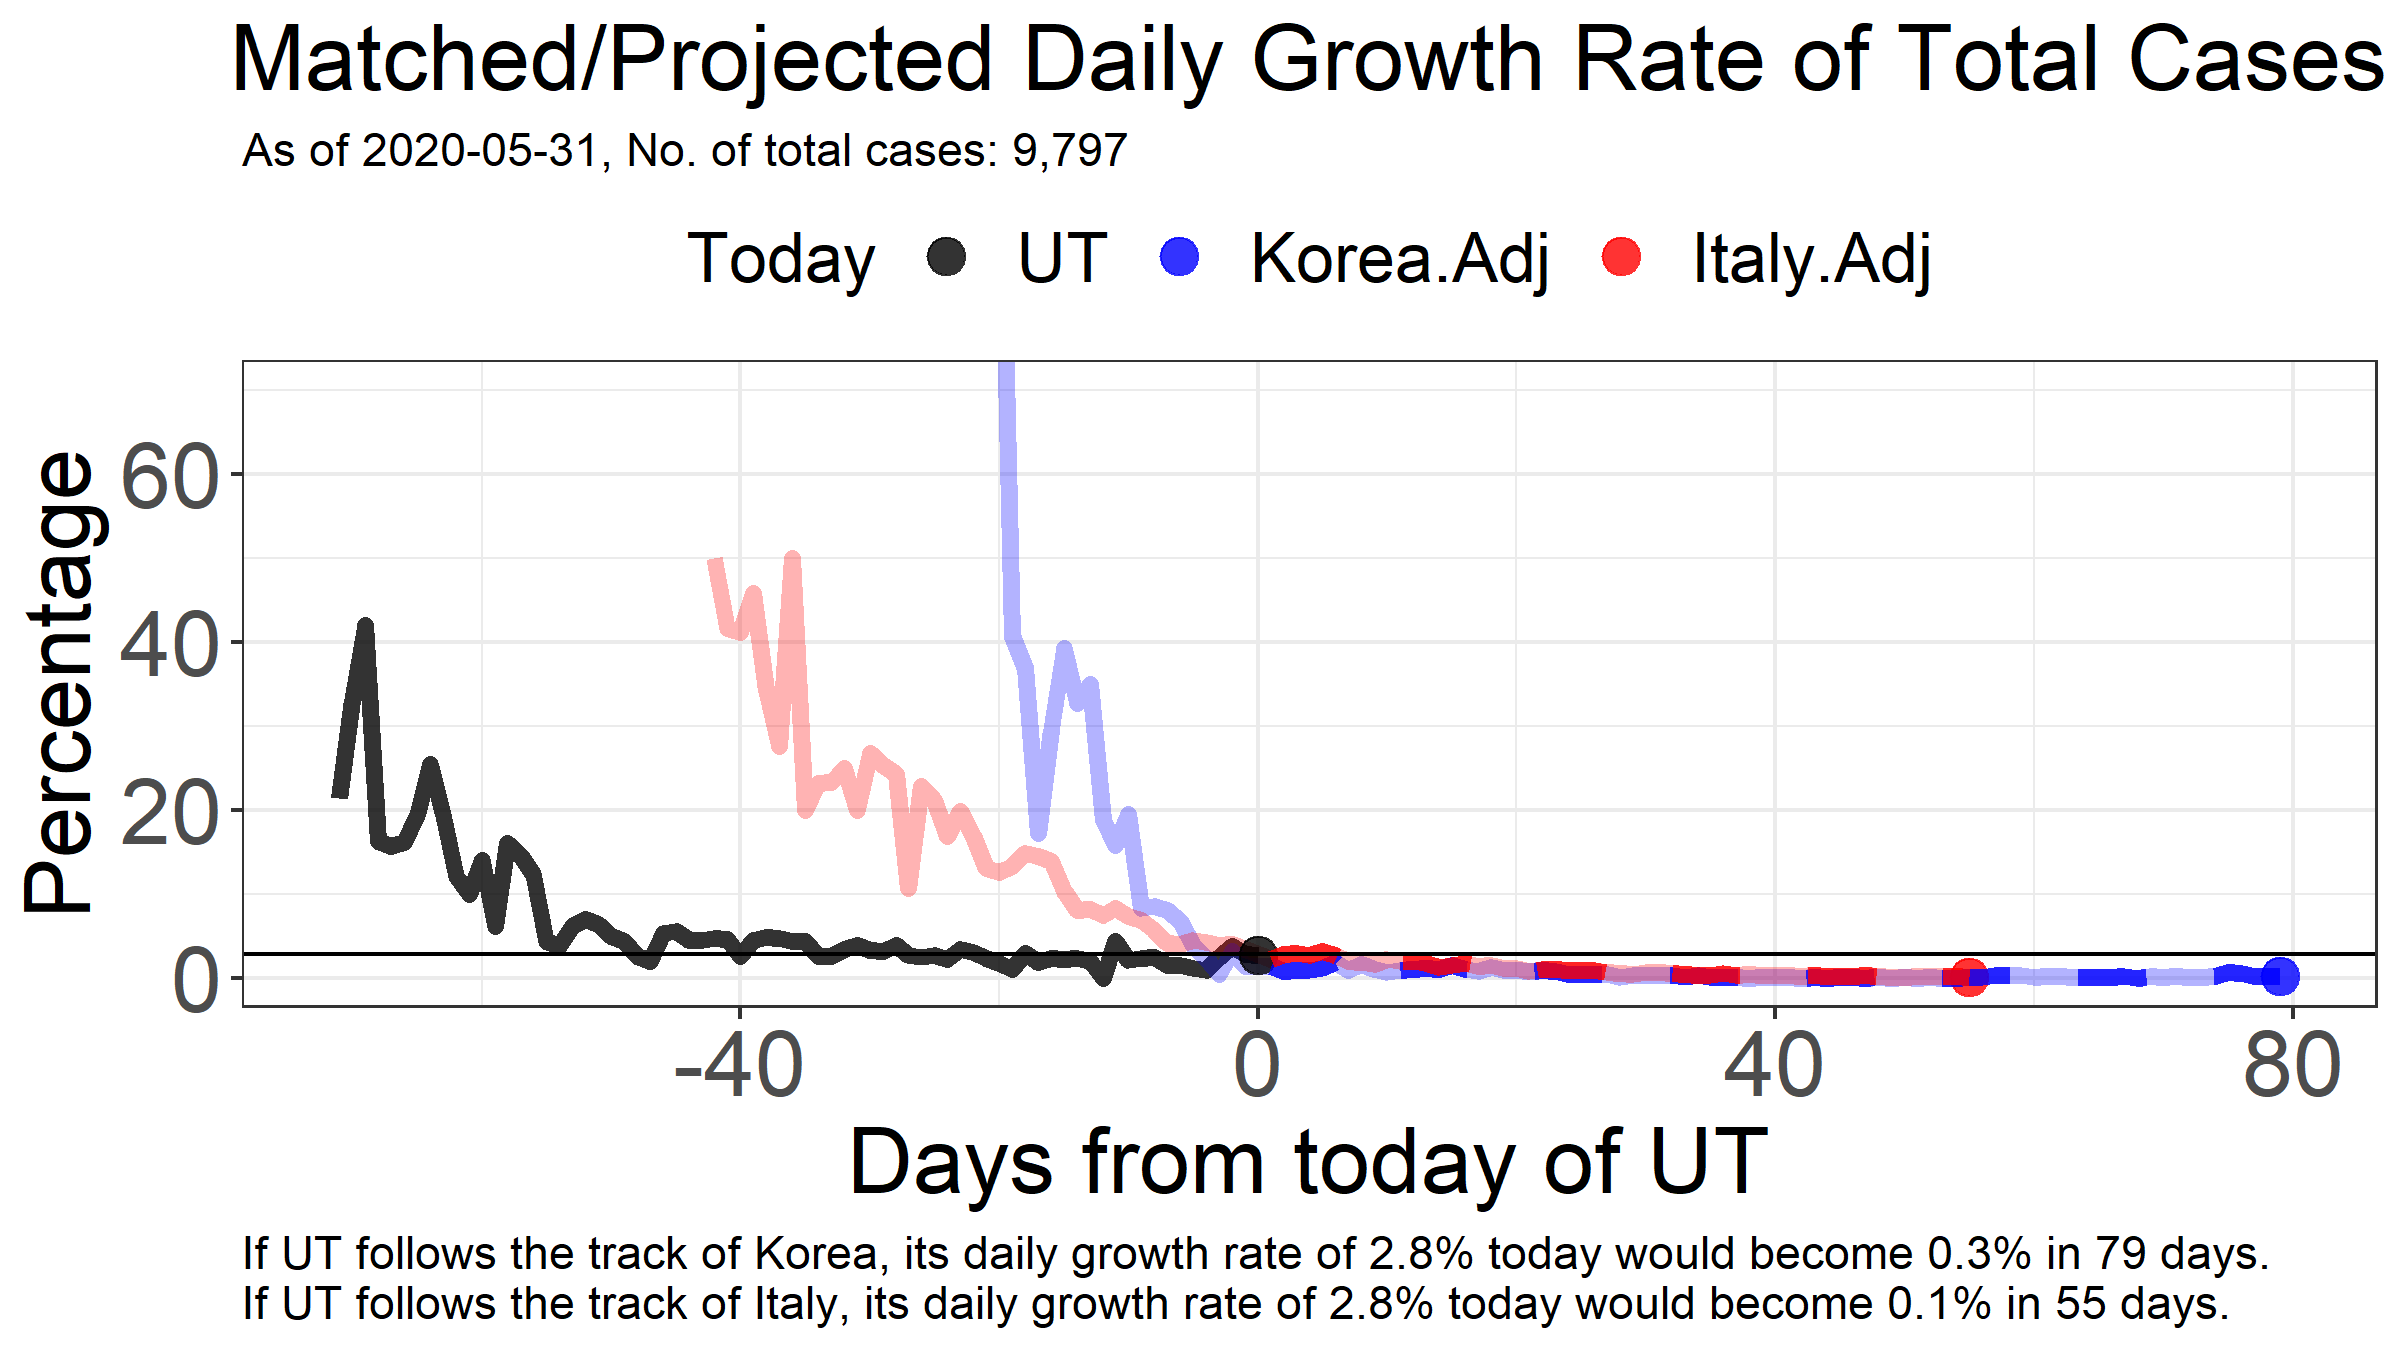 Matched/Projected Daily Growth Rate of Total Cases
As of 2020-05-31, No. of total cases: 9,797
Today UT Korea.Adj Italy.Adj
Percentage
60
40
20
0
-40 0 40 80
Days from today of UT
If UT follows the track of Korea, its daily growth rate of 2.8% today would become 0.3% in 79 days.
If UT follows the track of Italy, its daily growth rate of 2.8% today would become 0.1% in 55 days.